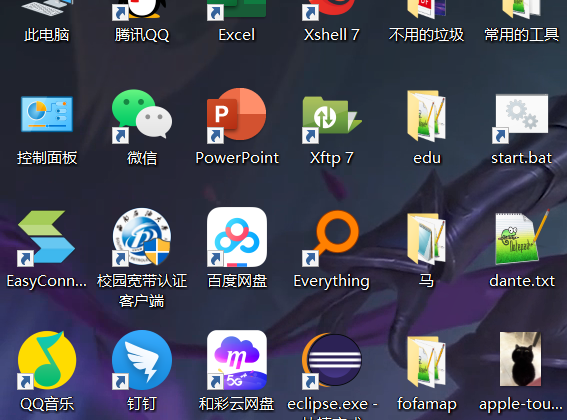 此电脑
腾讯QQ
Excel
Xshell 7
不用的垃圾
常用的工具
控制面板
微信
PowerPoint
Xftp 7
edu
start.bat
EasyConn...
校园宽带认证
客户端
百度网盘
Everything
马
dante.txt
QQ音乐
钉钉
和彩云网盘
eclipse.exe -
fofamap
apple-tou...